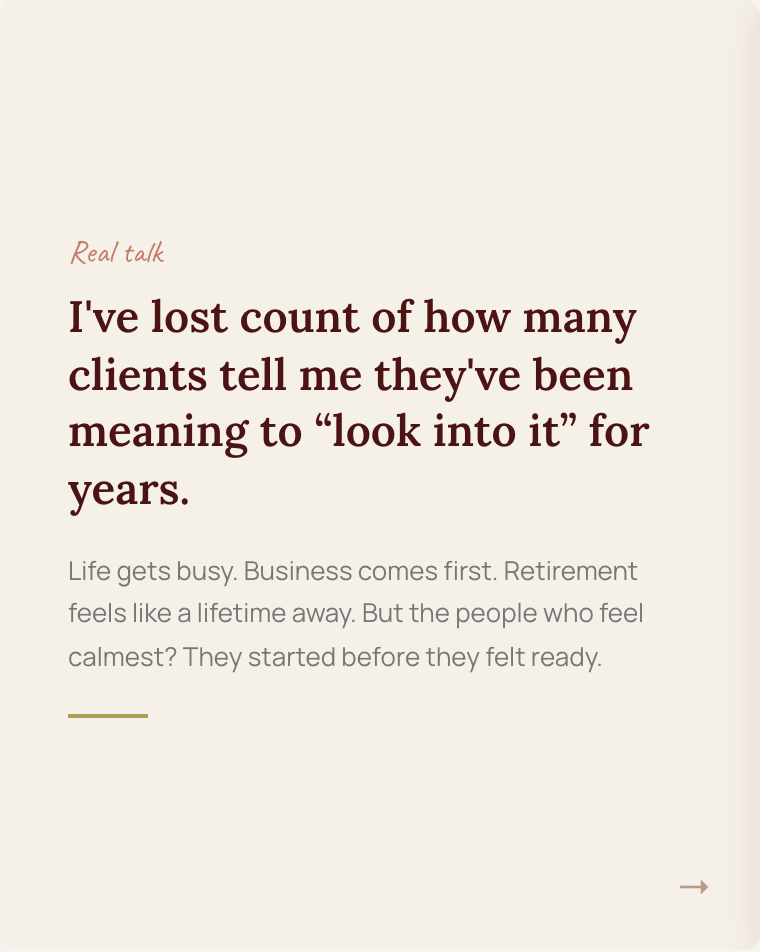 Real talk
I've lost count of how many
clients tell me they've been
meaning to “look into it” for
years.
Life gets busy. Business comes first. Retirement
feels like a lifetime away. But the people who feel
calmest? They started before they felt ready.